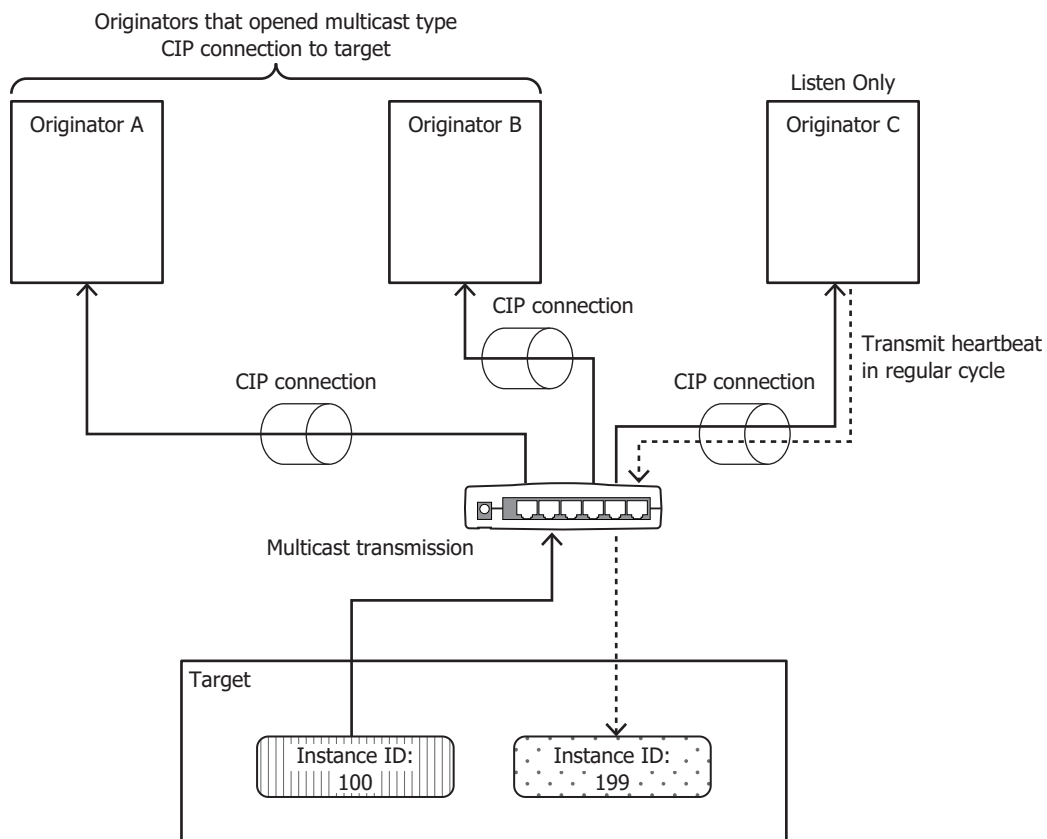 Originators that opened multicast type
CIP connection to target
Listen Only
Originator A
Originator B
Originator C
CIP connection
Transmit heartbeat
in regular cycle
CIP connection
CIP connection
Multicast transmission
Target
Instance ID:
100
Instance ID:
199